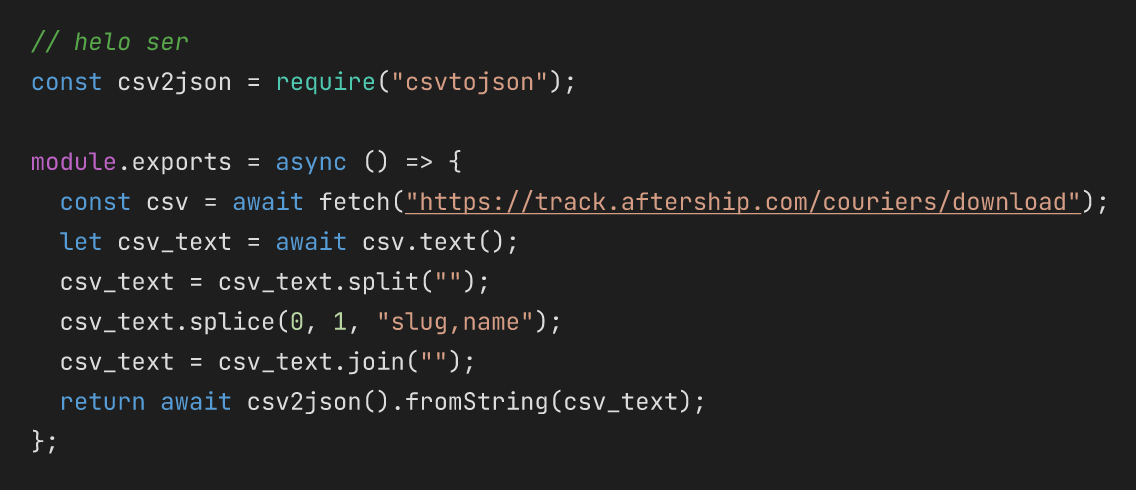 // helo ser
const csv2json = require("csvtojson");
module.exports = async () => {
const csv = await fetch("https://track.aftership.com/couriers/download");
let csv_text = await csv.text();
csv_text = csv_text.split("");
csv_text.splice(0, 1, "slug,name");
csv_text = csv_text.join("");
return await csv2json().fromString(csv_text);
};